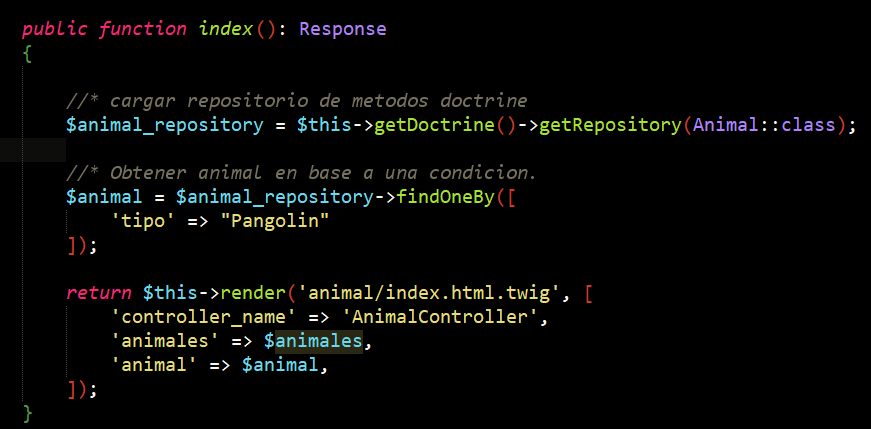 public function index(): Response
{
//* cargar repositorio de metodos doctrine
$animal_repository = $this->getDoctrine()->getRepository(Animal::class);
//* Obtener animal en base a una condicion.
$animal = $animal_repository->findOneBy([
'tipo' => "Pangolin"
]);
return $this->render('animal/index.html.twig', [
'controller_name' => 'AnimalController',
'animales' => $animales,
'animal' => $animal,
]);
}